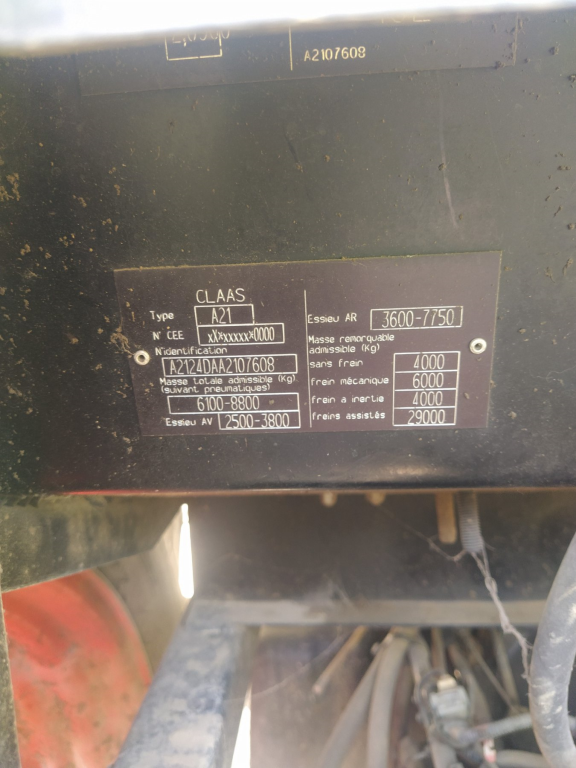 A2107608
CLAAS
Type A21
N° CEE xX*xxxxx*0000
N°identification
A2124DAA2107608
Masse totale admissible (Kg)
(suivant pneumatiques)
6100-8800
Essieu AV 2500-3800
Essieu AR 3600-7750
Masse remorquable
admissible (Kg)
sans frein 4000
frein mécanique 6000
frein a inertie 4000
freins assistés 29000